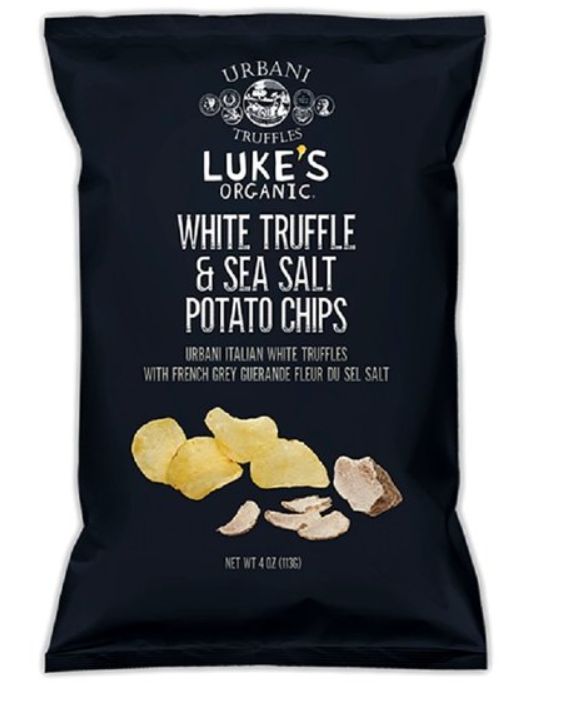 URBANI
TRUFFLES
LUKE'S
ORGANIC.
WHITE TRUFFLE
& SEA SALT
POTATO CHIPS
URBANI ITALIAN WHITE TRUFFLES
WITH FRENCH GREY GUERANDE FLEUR DU SEL SALT
NET WT 4 OZ (113G)